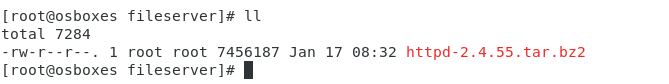 [root@osboxes fileserver]# ll
total 7284
-rw-r--r--. 1 root root 7456187 Jan 17 08:32 httpd-2.4.55.tar.bz2
[root@osboxes fileserver]#